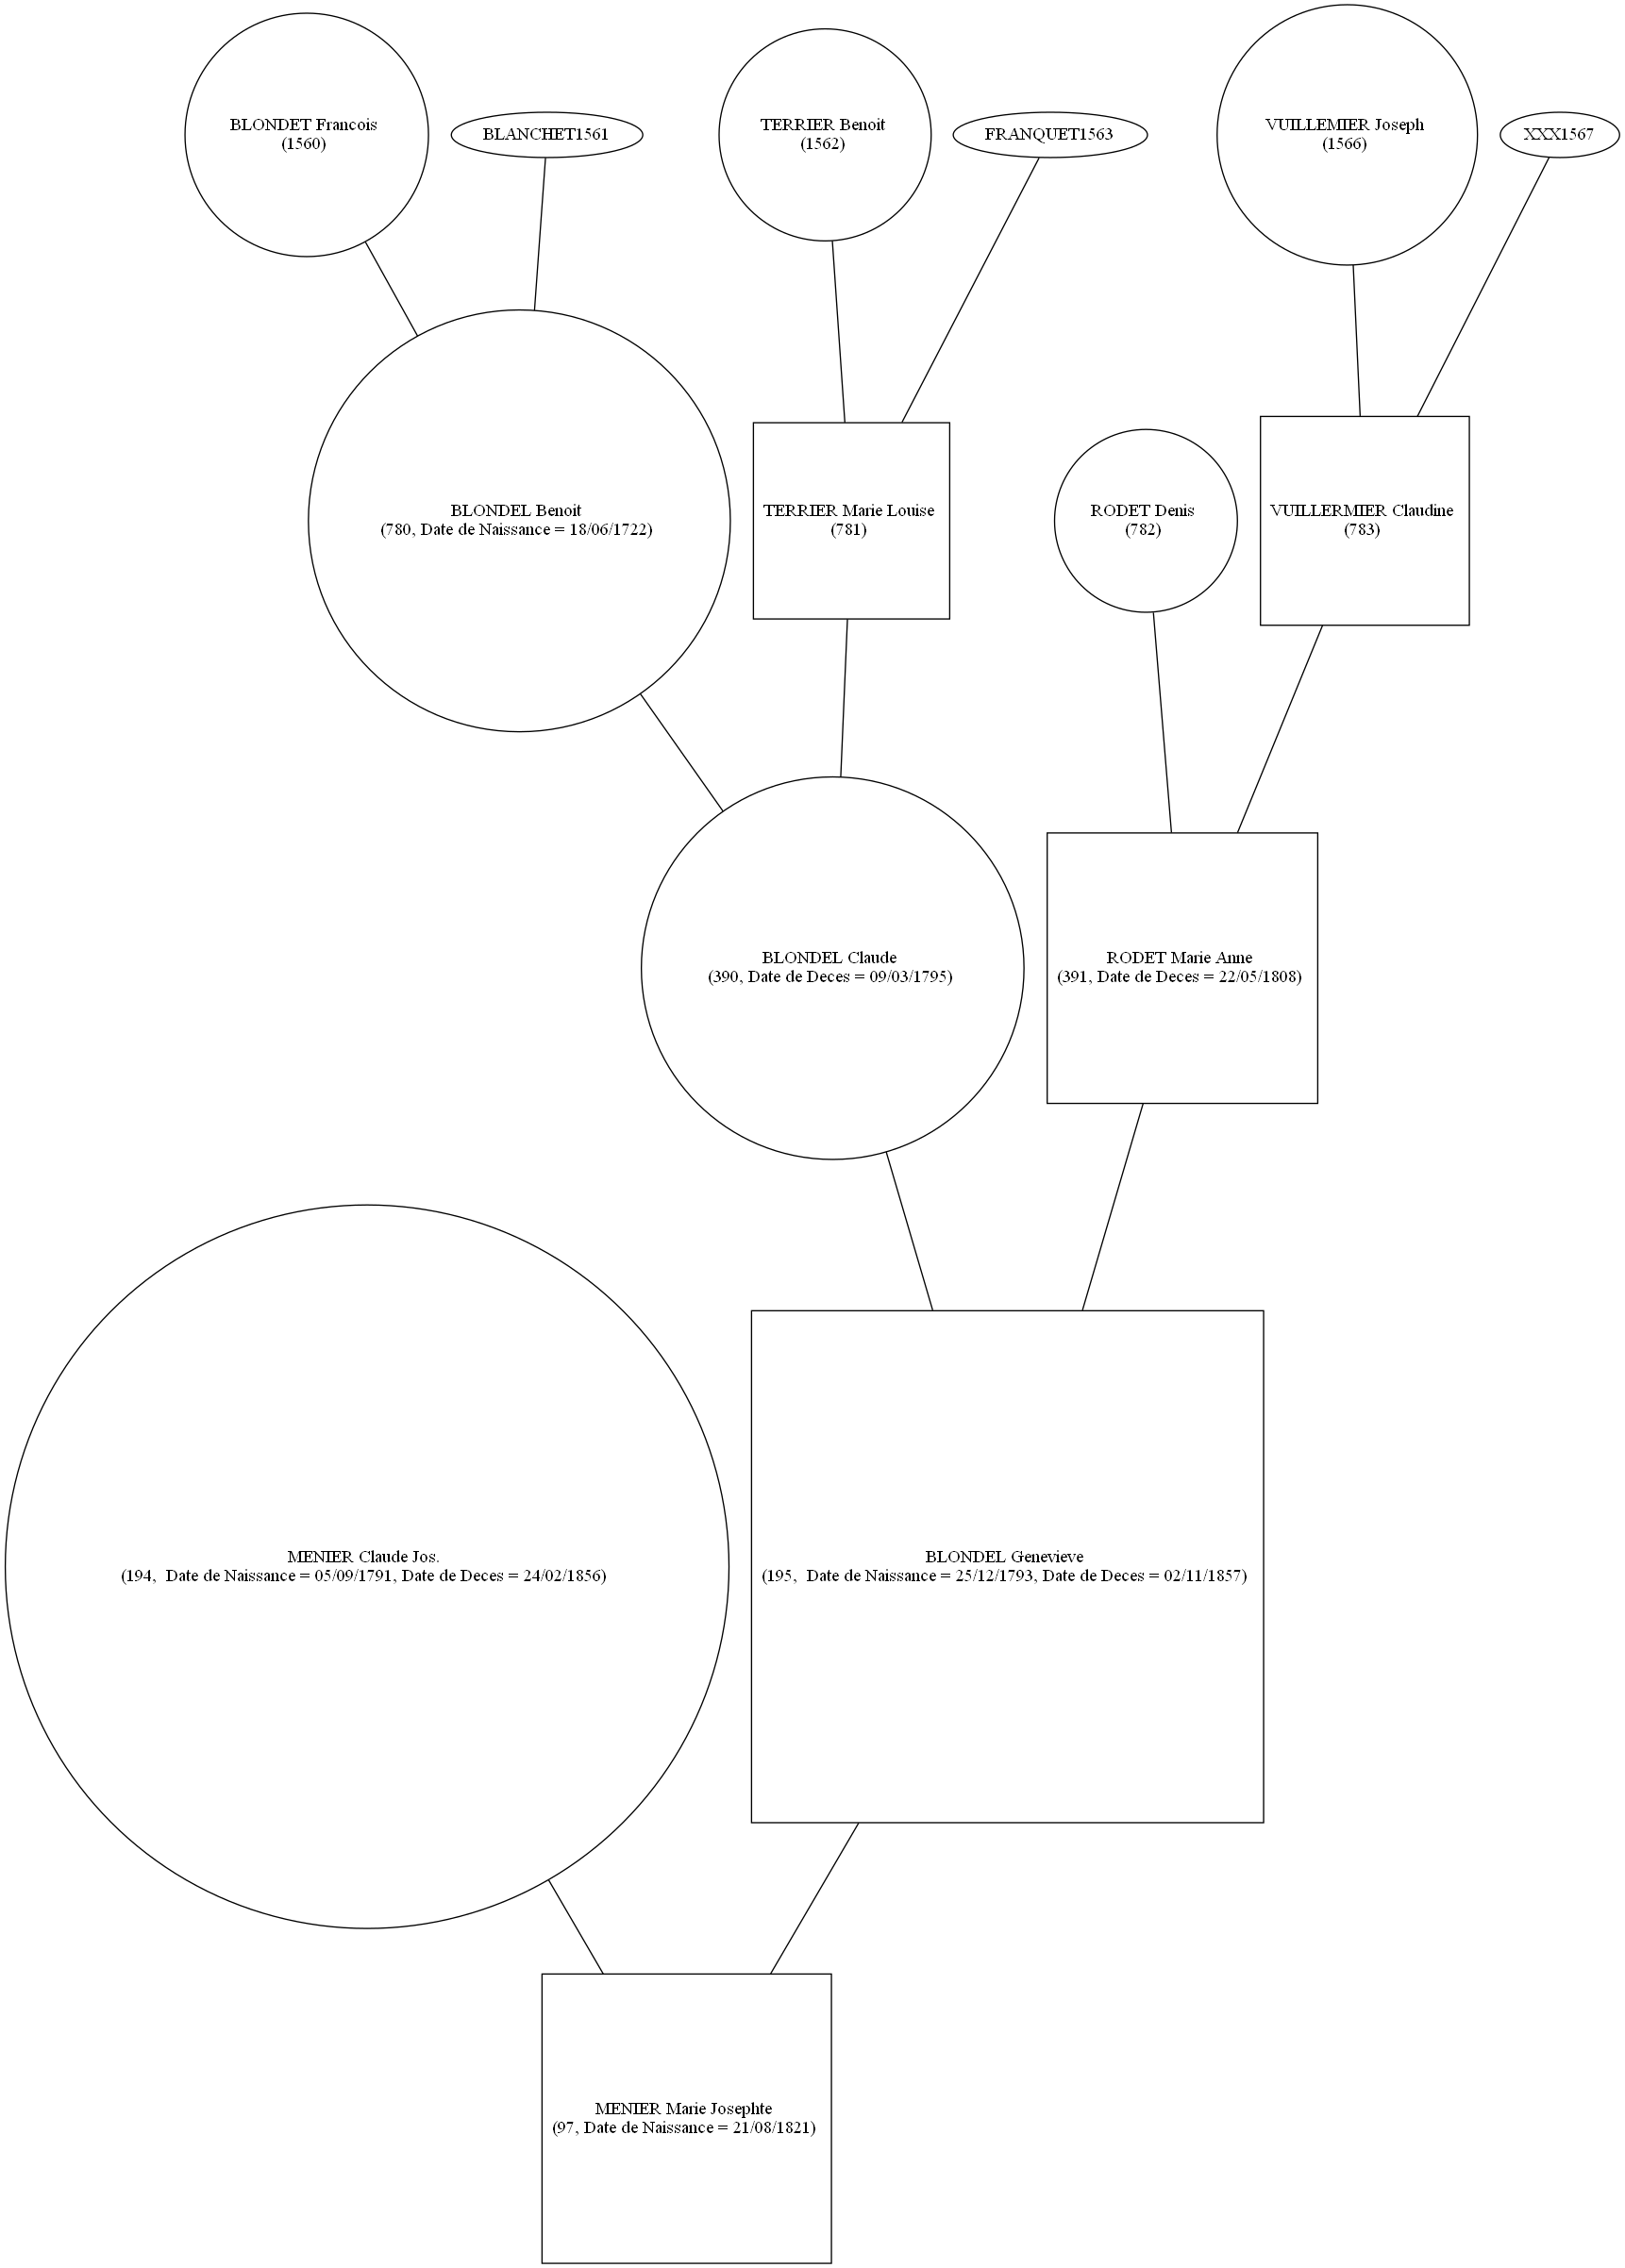 BLONDET Francois
(1560)
BLANCHET1561
TERRIER Benoit
(1562)
FRANQUET1563
VUILLEMIER Joseph
(1566)
XXX1567
BLONDEL Benoit
(780, Date de Naissance = 18/06/1722)
TERRIER Marie Louise
(781)
RODET Denis
(782)
VUILLERMIER Claudine
(783)
BLONDEL Claude
(390, Date de Deces = 09/03/1795)
RODET Marie Anne
(391, Date de Deces = 22/05/1808)
MENIER Claude Jos.
(194,  Date de Naissance = 05/09/1791, Date de Deces = 24/02/1856)
BLONDEL Genevieve
(195,  Date de Naissance = 25/12/1793, Date de Deces = 02/11/1857)
MENIER Marie Josephte
(97, Date de Naissance = 21/08/1821)